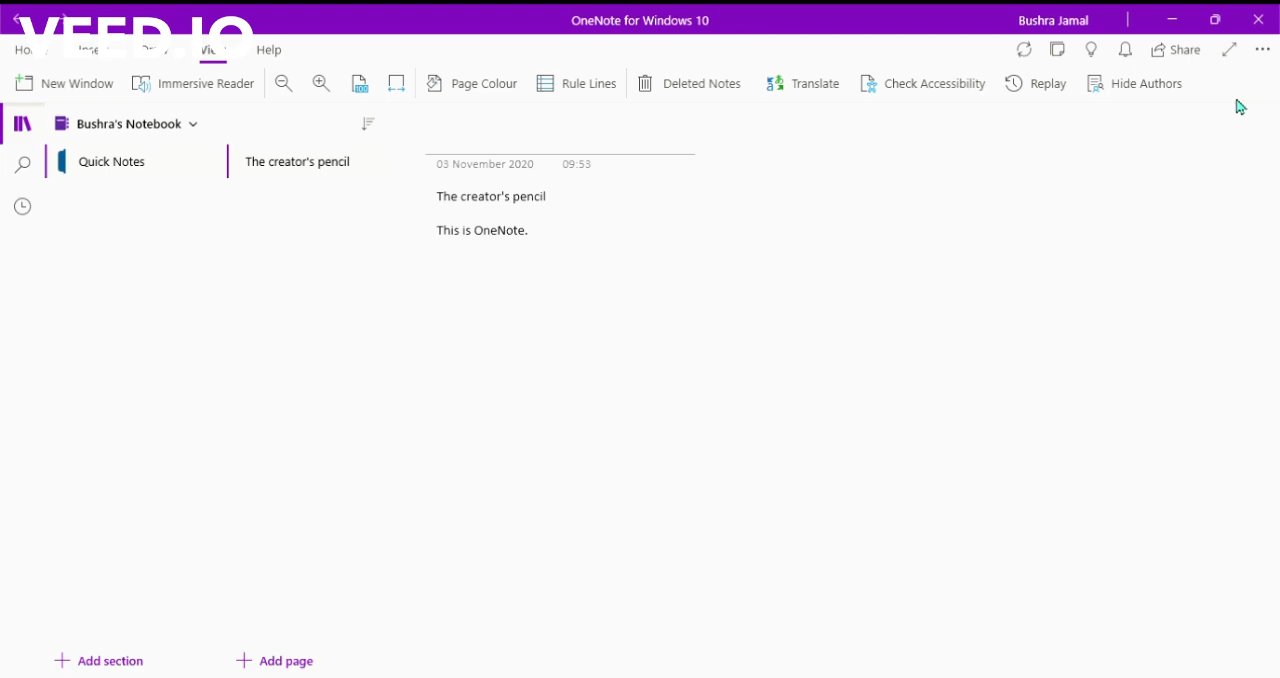 VEED.IO
OneNote for Windows 10
Bushra Jamal
Help
Share
New Window
Immersive Reader
100
Page Colour
Rule Lines
Deleted Notes
Translate
Check Accessibility
Replay
Hide Authors
Bushra's Notebook
Quick Notes
The creator's pencil
03 November 2020 09:53
The creator's pencil
This is OneNote.
Add section
Add page